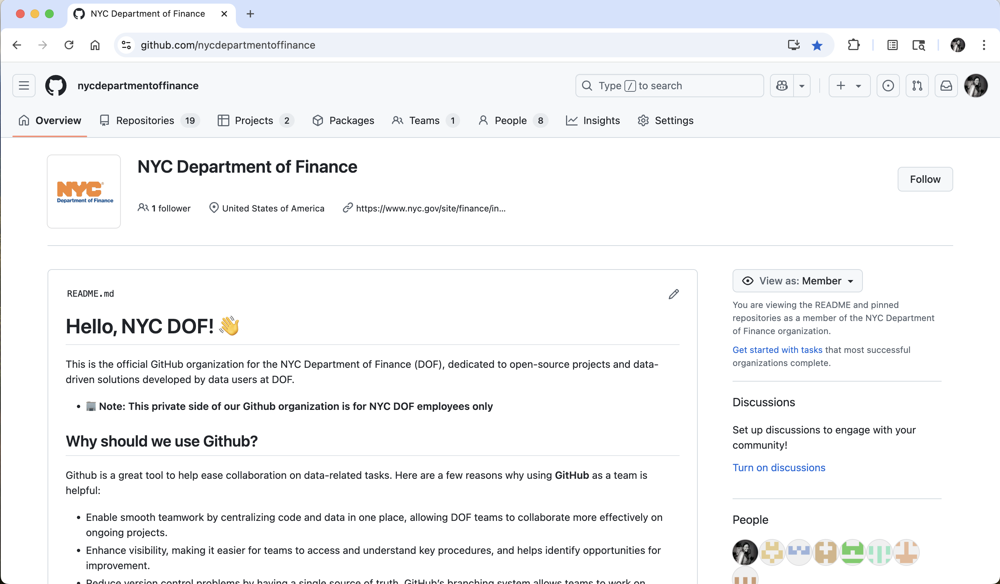 NYC Department of Finance
github.com/nycdepartmentoffinance
nycdepartmentoffinance
Type / to search
Overview Repositories 19 Projects 2 Packages Teams 1 People 8 Insights Settings
NYC®
Department of Finance
NYC Department of Finance
Follow
1 follower United States of America https://www.nyc.gov/site/finance/in...
README.md
Hello, NYC DOF! 👋
This is the official GitHub organization for the NYC Department of Finance (DOF), dedicated to open-source projects and data-
driven solutions developed by data users at DOF.
• 🏢 Note: This private side of our Github organization is for NYC DOF employees only
Why should we use Github?
Github is a great tool to help ease collaboration on data-related tasks. Here are a few reasons why using GitHub as a team is
helpful:
• Enable smooth teamwork by centralizing code and data in one place, allowing DOF teams to collaborate more effectively on
ongoing projects.
• Enhance visibility, making it easier for teams to access and understand key procedures, and helps identify opportunities for
improvement.
• Reduce version control problems by having a single source of truth. GitHub's branching system allows teams to work on
View as: Member
You are viewing the README and pinned
repositories as a member of the NYC Department
of Finance organization.
Get started with tasks that most successful
organizations complete.
Discussions
Set up discussions to engage with your
community!
Turn on discussions
People